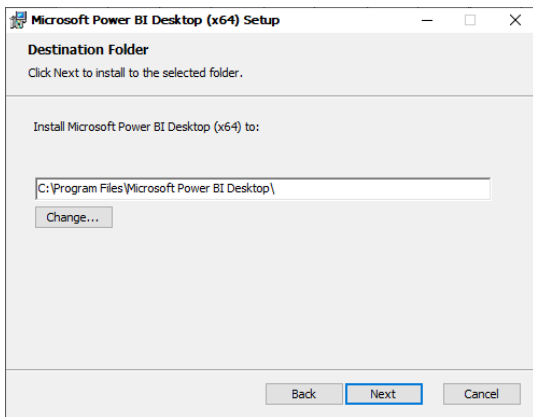 Microsoft Power BI Desktop (x64) Setup
Destination Folder
Click Next to install to the selected folder.
Install Microsoft Power BI Desktop (x64) to:
C:\Program Files\Microsoft Power BI Desktop\
Change...
Back Next Cancel